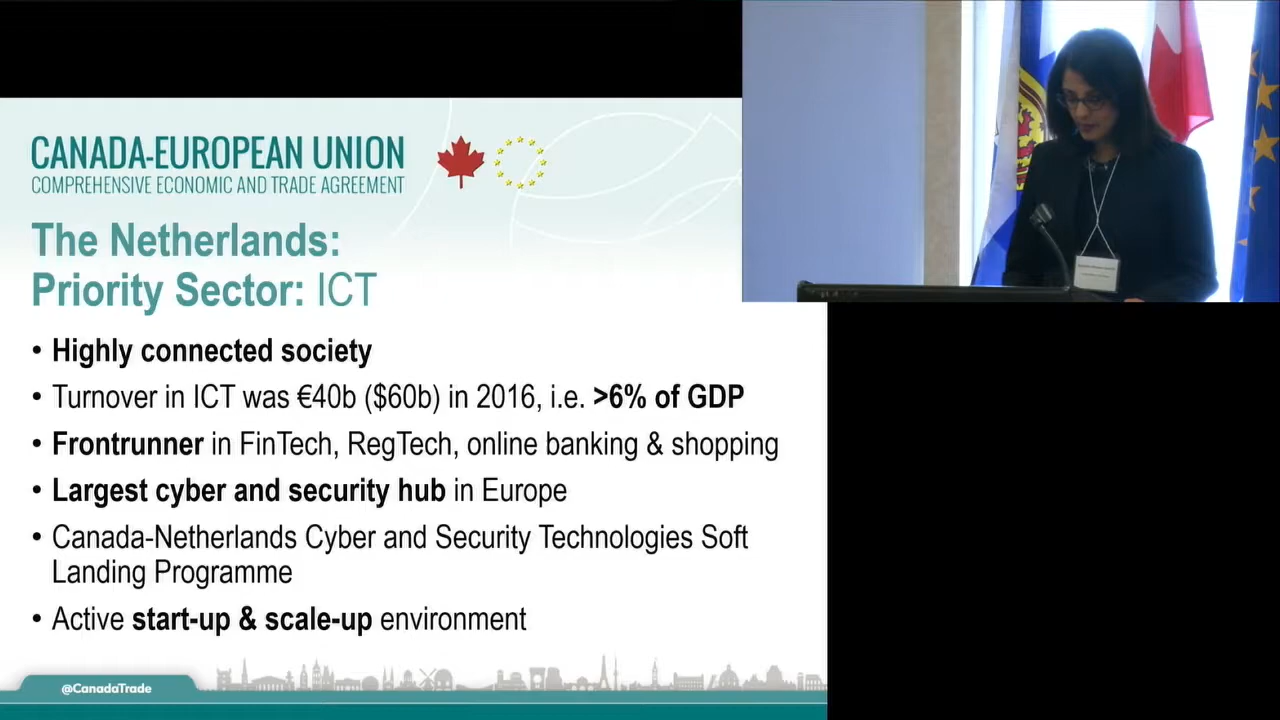 CANADA-EUROPEAN UNION
COMPREHENSIVE ECONOMIC AND TRADE AGREEMENT
The Netherlands:
Priority Sector: ICT
• Highly connected society
• Turnover in ICT was €40b ($60b) in 2016, i.e. >6% of GDP
• Frontrunner in FinTech, RegTech, online banking & shopping
• Largest cyber and security hub in Europe
• Canada-Netherlands Cyber and Security Technologies Soft
Landing Programme
• Active start-up & scale-up environment
@CanadaTrade